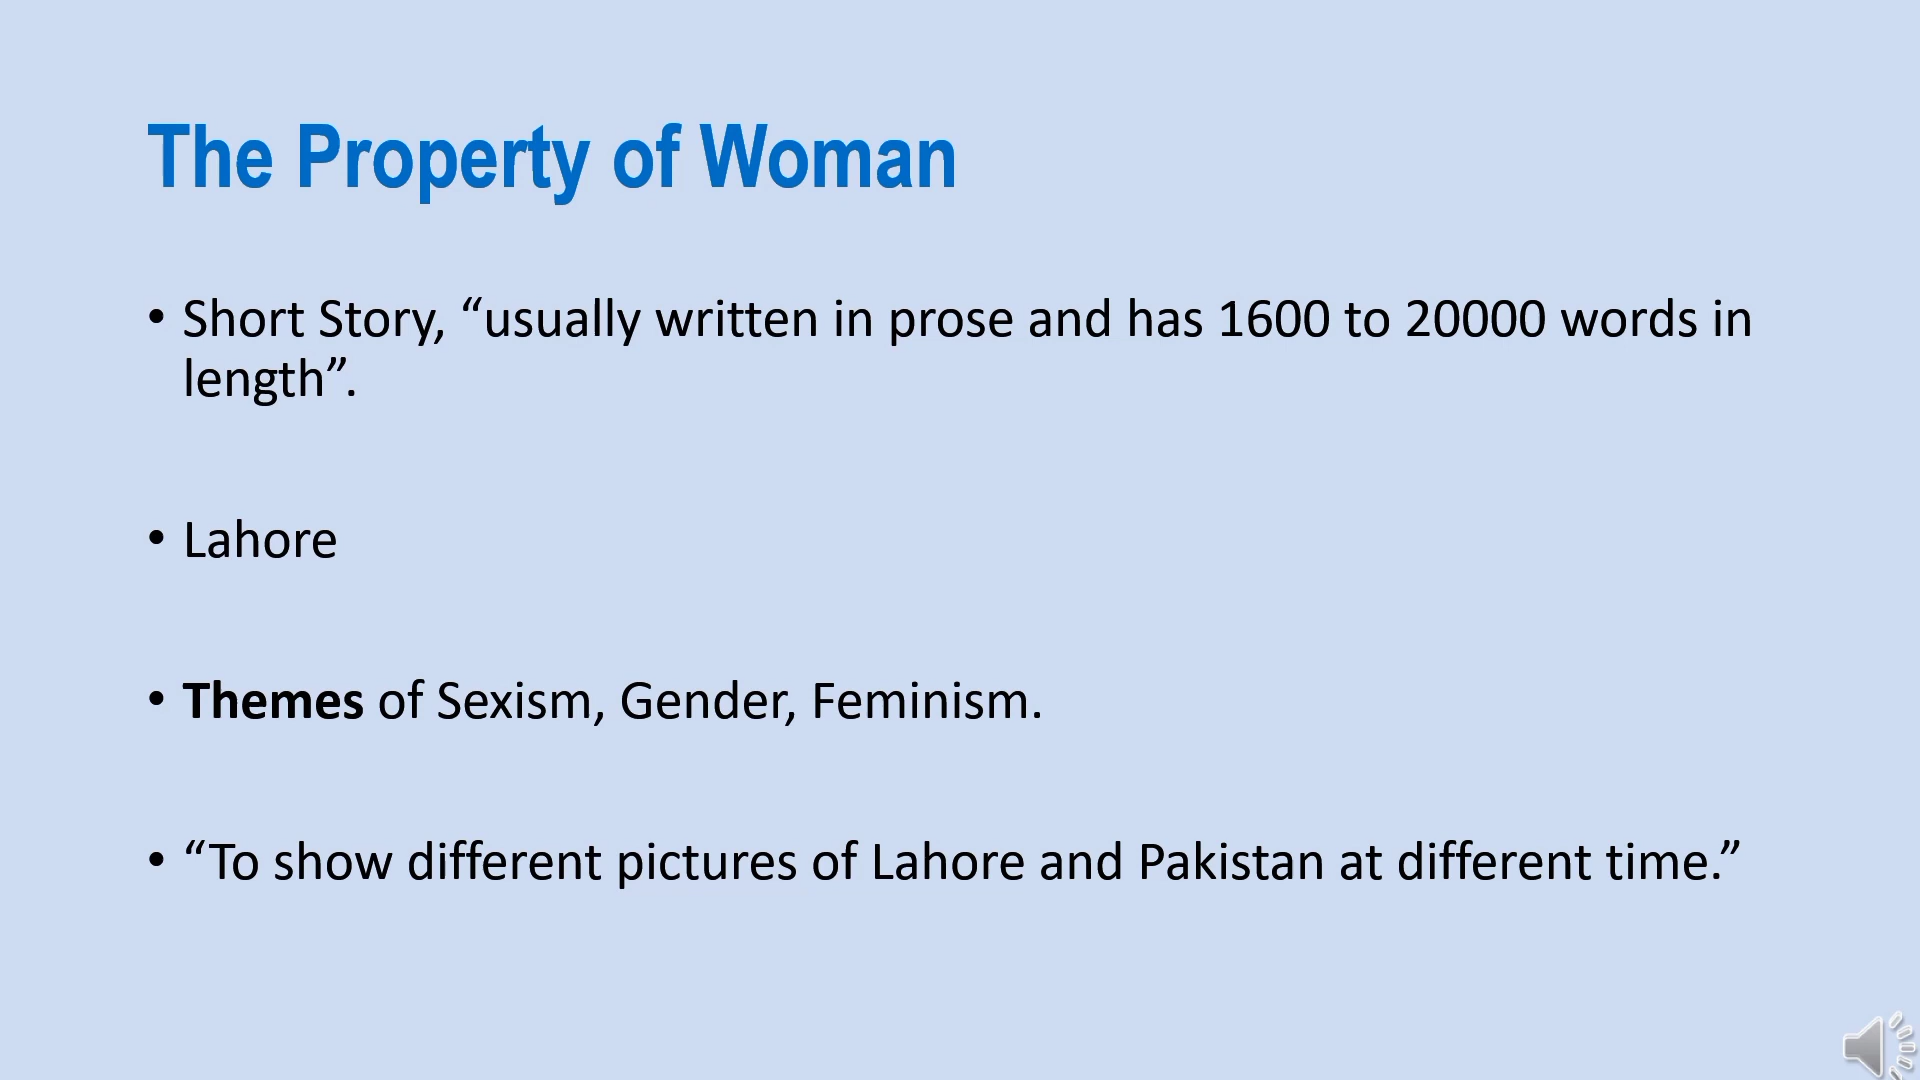 The Property of Woman
• Short Story, “usually written in prose and has 1600 to 20000 words in
length”.
• Lahore
• Themes of Sexism, Gender, Feminism.
• “To show different pictures of Lahore and Pakistan at different time.”